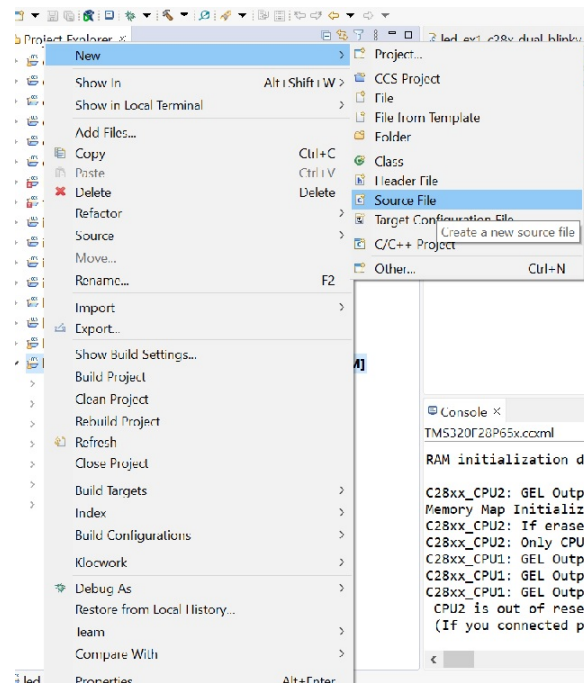 Project Explorer ×
led_ex1_c28x_dual_blinky
New
Show In Alt+Shift+W >
Show in Local Terminal
Add Files...
Copy Ctrl+C
Paste Ctrl+V
Delete Delete
Refactor
Source
Move...
Rename... F2
Import
Export...
Show Build Settings...
Build Project
Clean Project
Rebuild Project
Refresh
Close Project
Build Targets
Index
Build Configurations
Klocwork
Debug As
Restore from Local History...
Team
Compare With
Properties Alt+Enter
Project...
CCS Project
File
File from Template
Folder
Class
Header File
Source File
Target Configuration File
Create a new source file
C/C++ Project
Other... Ctrl+N
M]
Console ×
TMS320F28P65x.ccxml
RAM initialization d
C28xx_CPU2: GEL Outp
Memory Map Initializ
C28xx_CPU2: If erase
C28xx_CPU2: Only CPU
C28xx_CPU1: GEL Outp
C28xx_CPU1: GEL Outp
C28xx_CPU1: GEL Outp
CPU2 is out of rese
(If you connected p
led